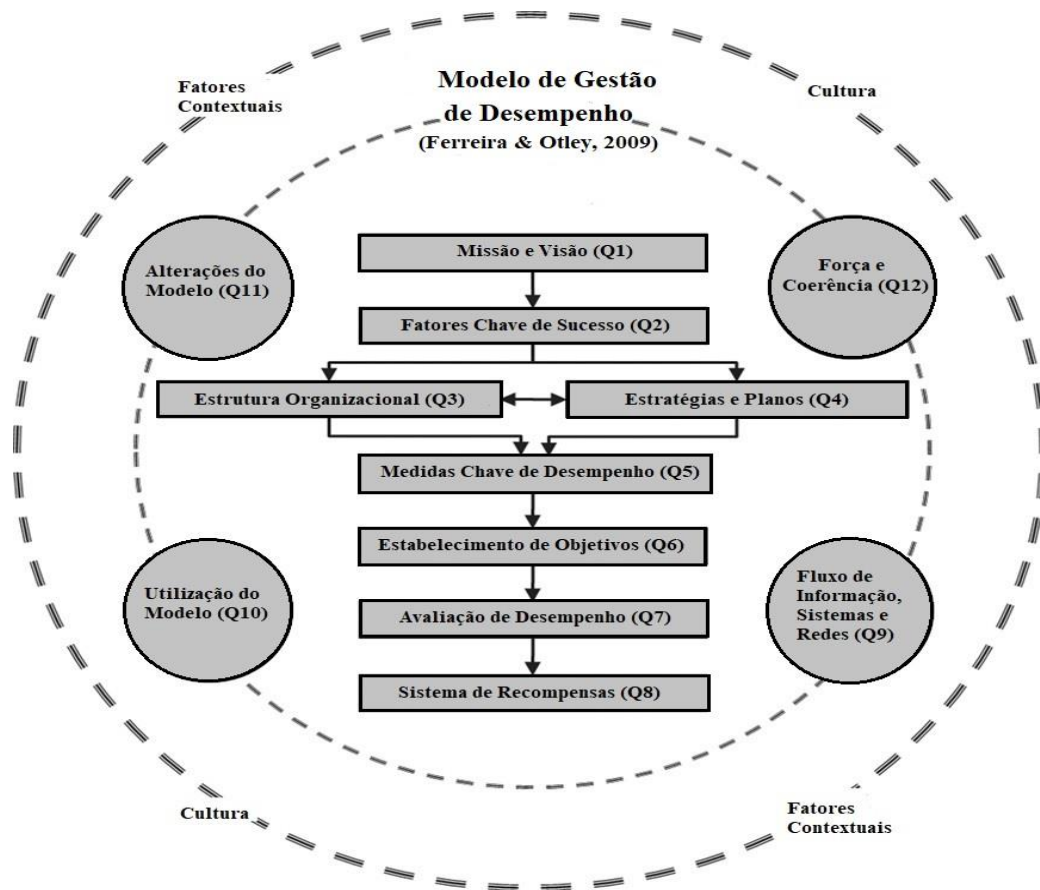 Modelo de Gestão
de Desempenho
(Ferreira & Otley, 2009)
Fatores
Contextuais
Cultura
Missão e Visão (Q1)
Alterações do
Modelo (Q11)
Força e
Coerência (Q12)
Fatores Chave de Sucesso (Q2)
Estrutura Organizacional (Q3)
Estratégias e Planos (Q4)
Medidas Chave de Desempenho (Q5)
Estabelecimento de Objetivos (Q6)
Utilização do
Modelo (Q10)
Fluxo de
Informação,
Sistemas e
Redes (Q9)
Avaliação de Desempenho (Q7)
Sistema de Recompensas (Q8)
Cultura
Fatores
Contextuais